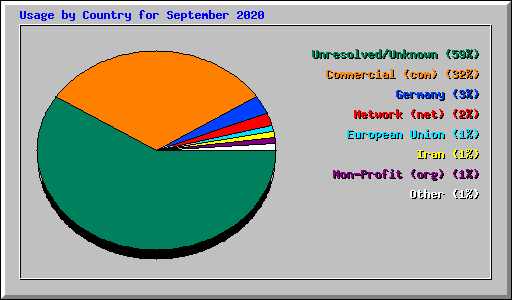 Usage by Country for September 2020
Unresolved/Unknown (59%)
Commercial (com) (32%)
Germany (3%)
Network (net) (2%)
European Union (1%)
Iran (1%)
Non-Profit (org) (1%)
Other (1%)